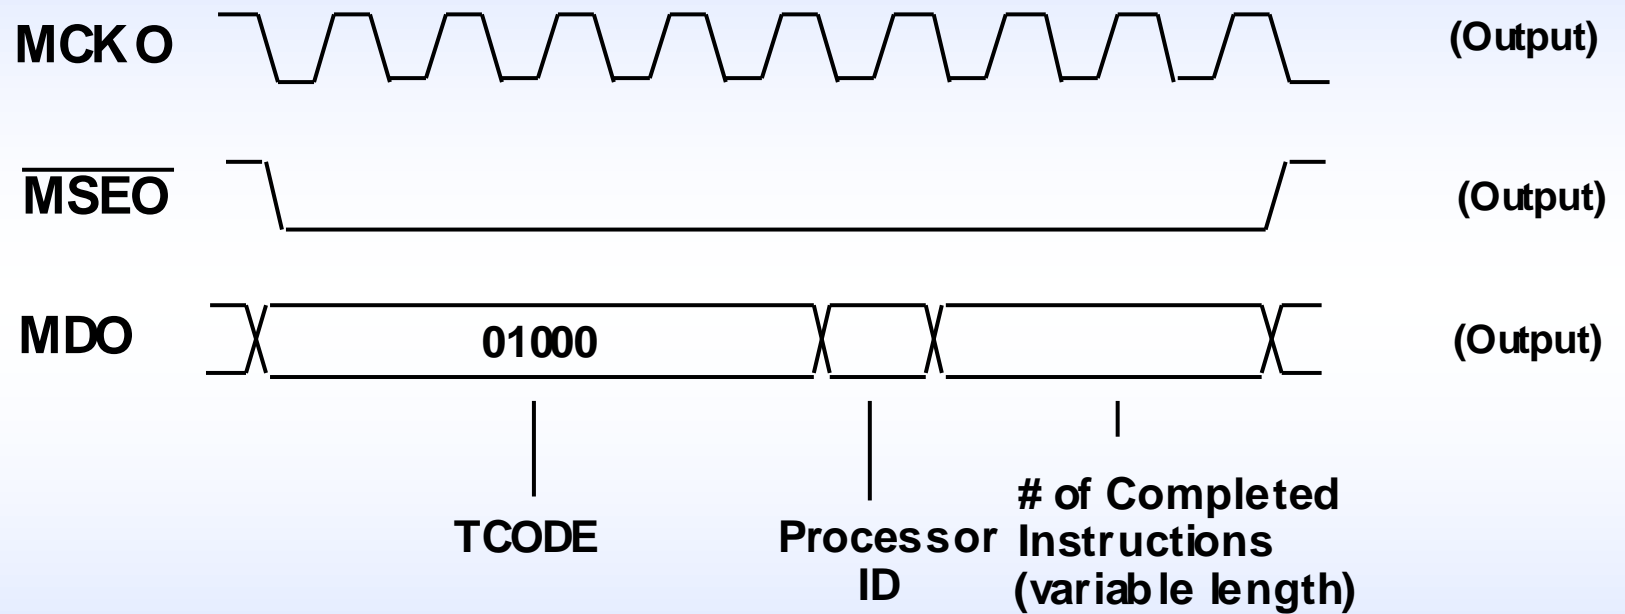 MCKO (Output)
MSEO (Output)
MDO 01000 (Output)
TCODE
Processor
ID
# of Completed
Instructions
(variable length)